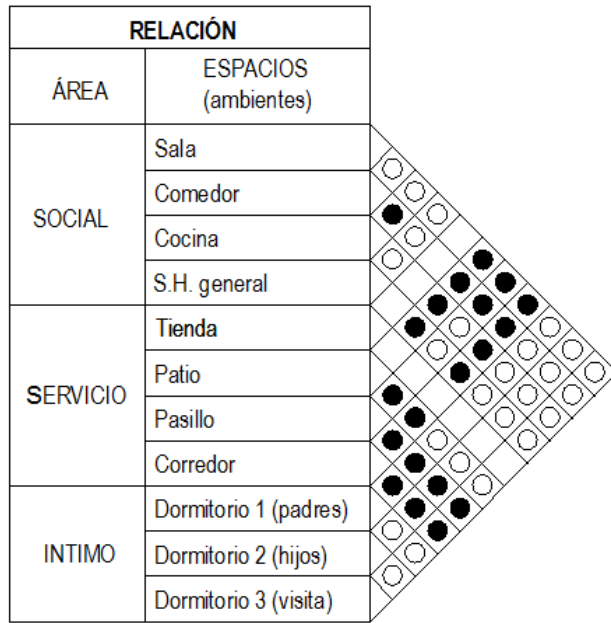 RELACIÓN
ÁREA
ESPACIOS
(ambientes)
SOCIAL
Sala
Comedor
Cocina
S.H. general
SERVICIO
Tienda
Patio
Pasillo
Corredor
INTIMO
Dormitorio 1 (padres)
Dormitorio 2 (hijos)
Dormitorio 3 (visita)